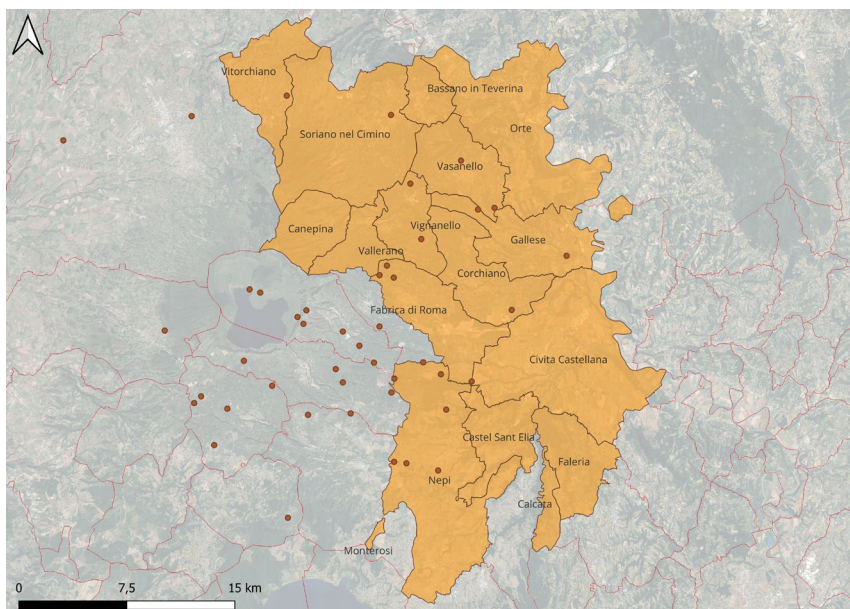 Vitorchiano
Bassano in Teverina
Soriano nel Cimino
Orte
Vasanello
Canepina
Vignanello
Gallese
Vallerano
Corchiano
Fabrica di Roma
Civita Castellana
Castel Sant Elia
Faleria
Nepi
Calcata
Monterosi
0 7,5 15 km